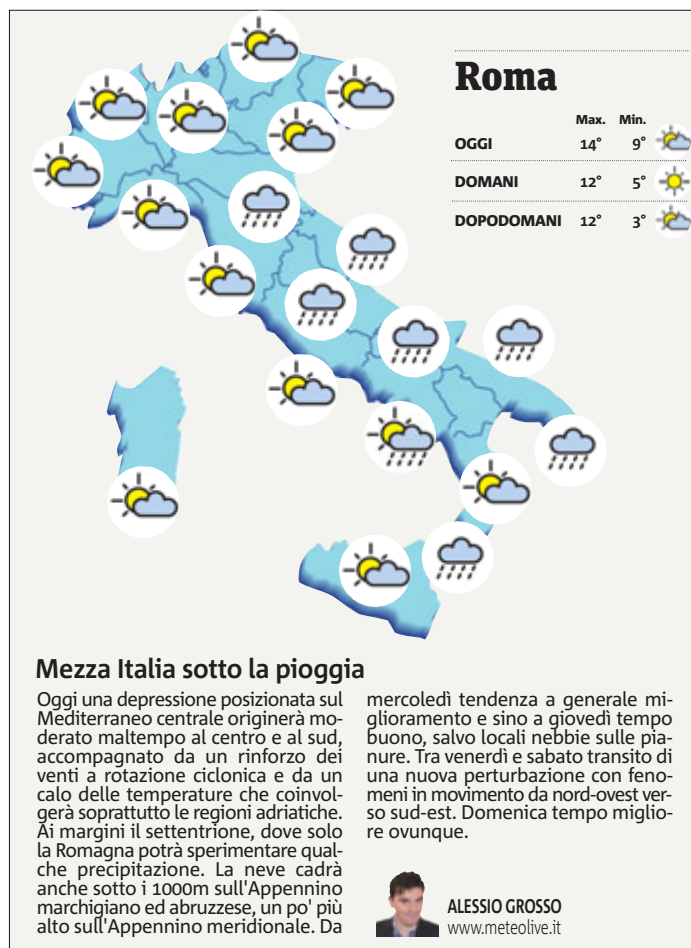 Roma
Max. Min.
OGGI 14° 9°
DOMANI 12° 5°
DOPODOMANI 12° 3°
Mezza Italia sotto la pioggia
Oggi una depressione posizionata sul
Mediterraneo centrale originerà mo-
derato maltempo al centro e al sud,
accompagnato da un rinforzo dei
venti a rotazione ciclonica e da un
calo delle temperature che coinvol-
gerà soprattutto le regioni adriatiche.
Ai margini il settentrione, dove solo
la Romagna potrà sperimentare qual-
che precipitazione. La neve cadrà
anche sotto i 1000m sull'Appennino
marchigiano ed abruzzese, un po' più
alto sull'Appennino meridionale. Da
mercoledì tendenza a generale mi-
glioramento e sino a giovedì tempo
buono, salvo locali nebbie sulle pia-
nure. Tra venerdì e sabato transito di
una nuova perturbazione con feno-
meni in movimento da nord-ovest ver-
so sud-est. Domenica tempo miglio-
re ovunque.
ALESSIO GROSSO
www.meteolive.it